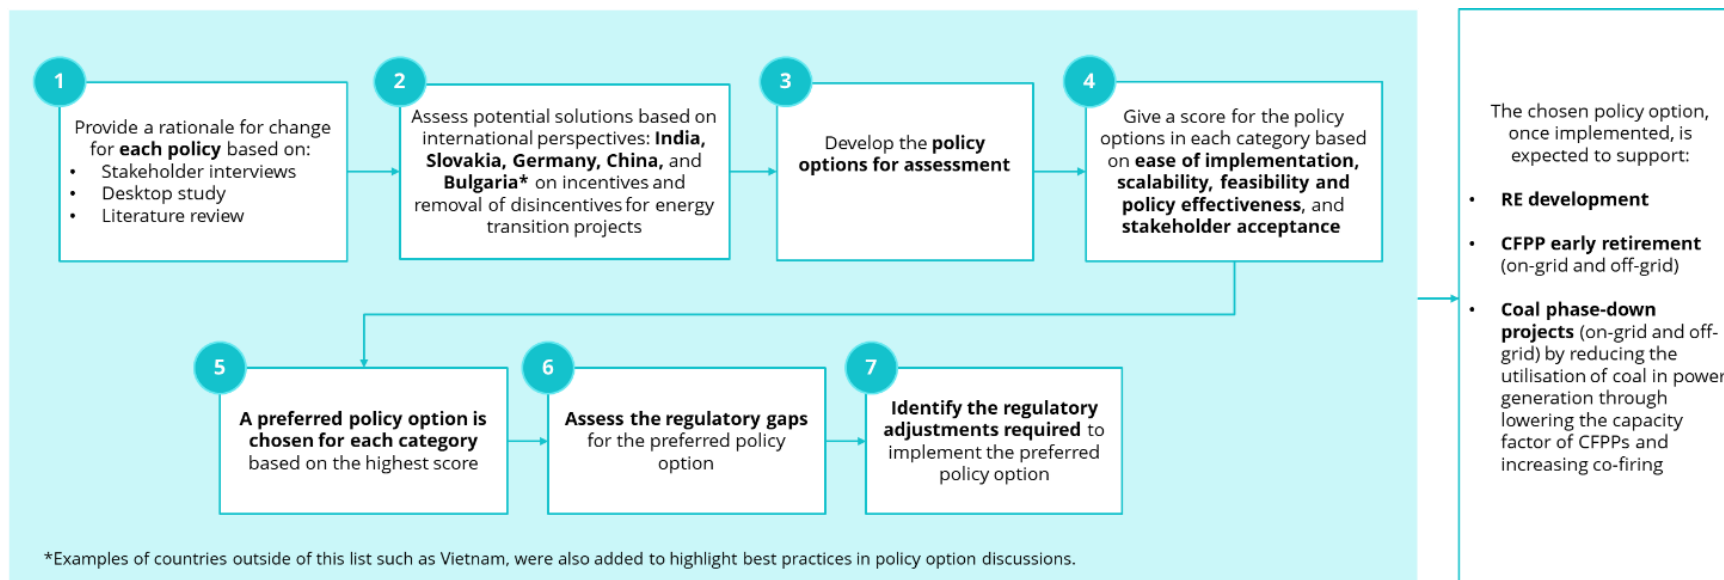 1
Provide a rationale for change
for each policy based on:
• Stakeholder interviews
• Desktop study
• Literature review
2
Assess potential solutions based on
international perspectives: India,
Slovakia, Germany, China, and
Bulgaria* on incentives and
removal of disincentives for energy
transition projects
3
Develop the policy
options for assessment
4
Give a score for the policy
options in each category based
on ease of implementation,
scalability, feasibility and
policy effectiveness, and
stakeholder acceptance
5
A preferred policy option is
chosen for each category
based on the highest score
6
Assess the regulatory gaps
for the preferred policy
option
7
Identify the regulatory
adjustments required to
implement the preferred
policy option
*Examples of countries outside of this list such as Vietnam, were also added to highlight best practices in policy option discussions.
The chosen policy option,
once implemented, is
expected to support:
• RE development
• CFPP early retirement
(on-grid and off-grid)
• Coal phase-down
projects (on-grid and off-
grid) by reducing the
utilisation of coal in power
generation through
lowering the capacity
factor of CFPPs and
increasing co-firing